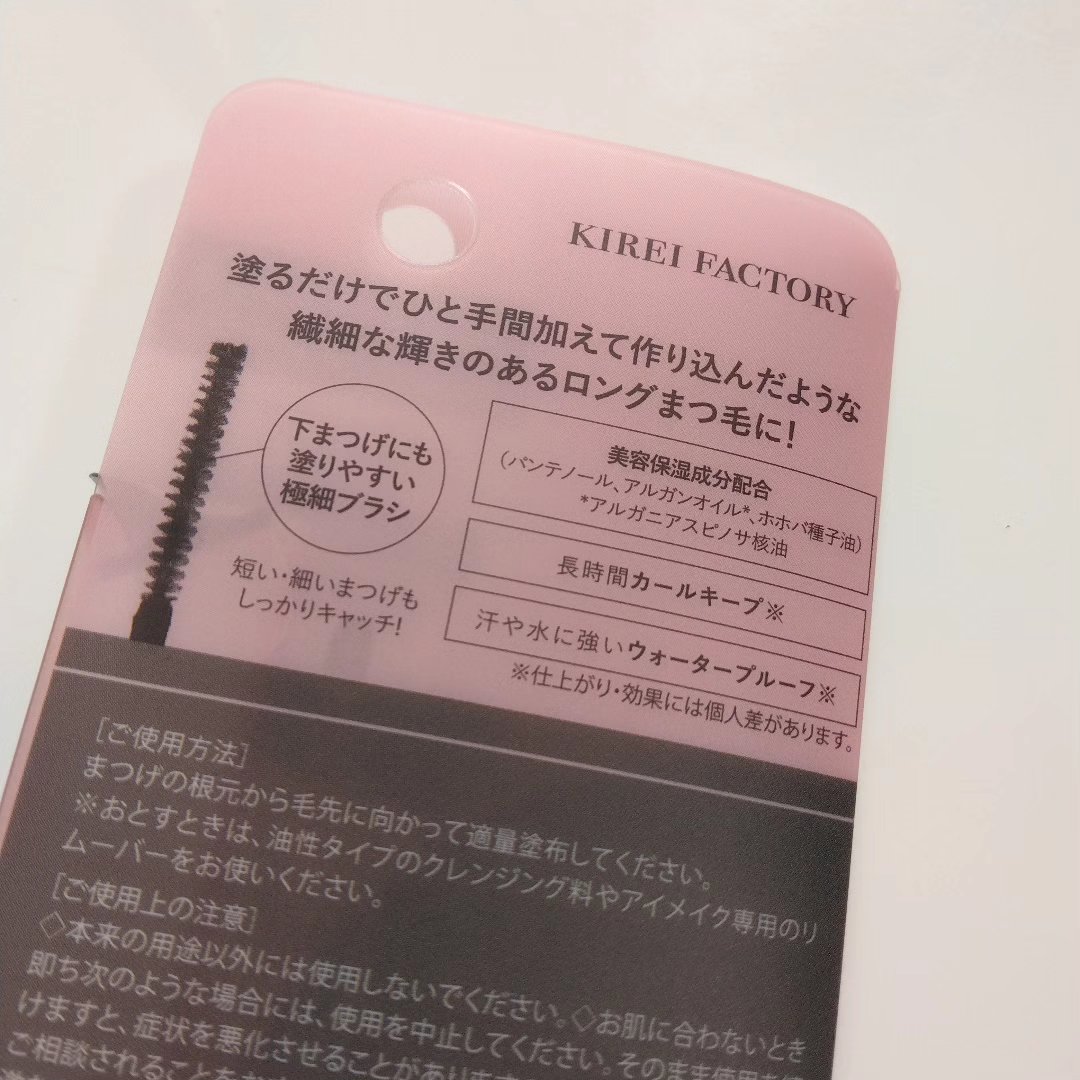 KIREI FACTORY
塗るだけでひと手間加えて作り込んだような
繊細な輝きのあるロングまつ毛に!
下まつげにも
塗りやすい
極細ブラシ
短い・細いまつげも
しっかりキャッチ!
美容保湿成分配合
(パンテノール、アルガンオイル*、ホホバ種子油)
*アルガニアスピノサ核油
長時間カールキープ※
汗や水に強いウォータープルーフ※
※仕上がり・効果には個人差があります。
[ご使用方法]
まつげの根元から毛先に向かって適量塗布してください。
※おとすときは、油性タイプのクレンジング料やアイメイク専用のリ
ムーバーをお使いください。
[ご使用上の注意]
◇本来の用途以外には使用しないでください。◇お肌に合わないとき
即ち次のような場合には、使用を中止してください。そのまま使用を
けますと、症状を悪化させることがあります
ご相談されることを